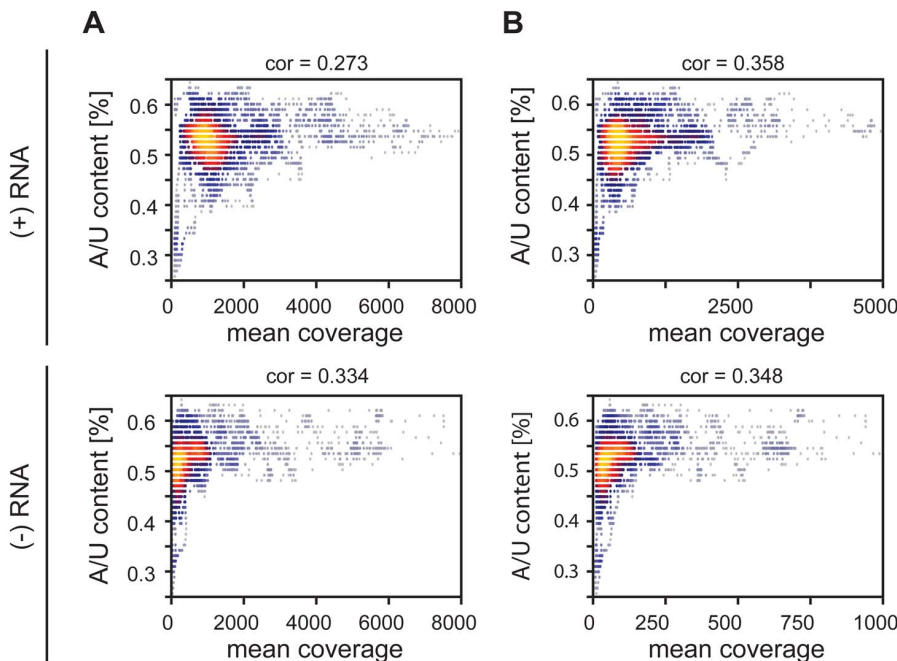 A
B
(+) RNA
cor = 0.273
A/U content [%]
0.6
0.5
0.4
0.3
0 2000 4000 6000 8000
mean coverage
cor = 0.358
A/U content [%]
0.6
0.5
0.4
0.3
0 2500 5000
mean coverage
(-) RNA
cor = 0.334
A/U content [%]
0.6
0.5
0.4
0.3
0 2000 4000 6000 8000
mean coverage
cor = 0.348
A/U content [%]
0.6
0.5
0.4
0.3
0 250 500 750 1000
mean coverage